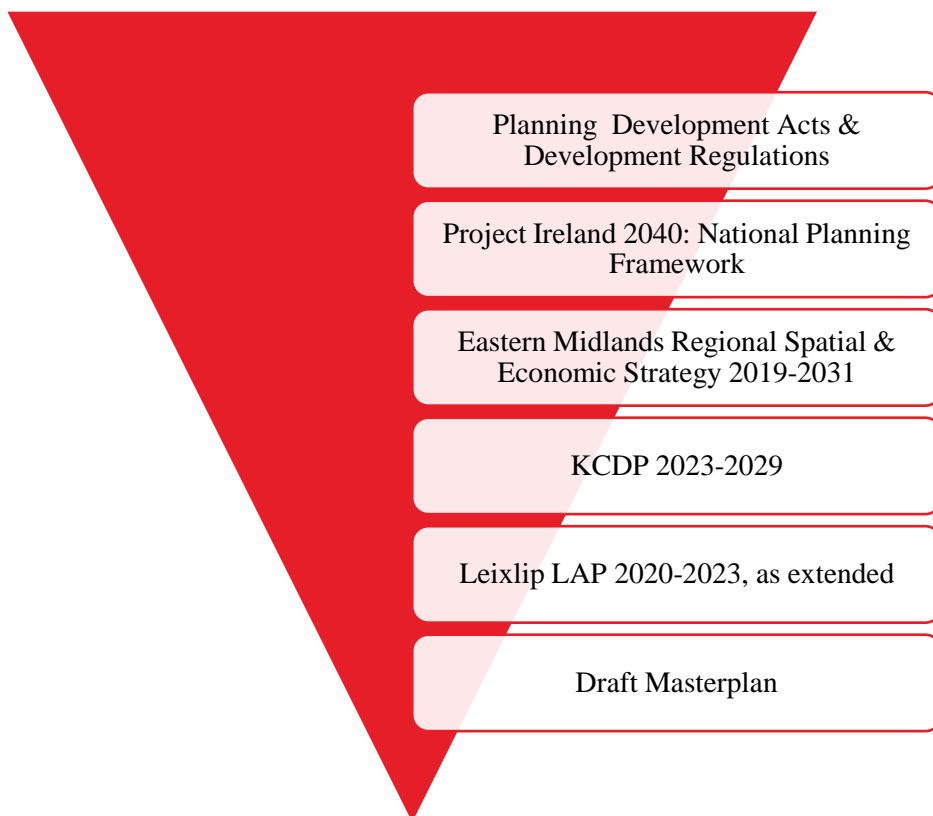 Planning Development Acts &
Development Regulations
Project Ireland 2040: National Planning
Framework
Eastern Midlands Regional Spatial &
Economic Strategy 2019-2031
KCDP 2023-2029
Leixlip LAP 2020-2023, as extended
Draft Masterplan